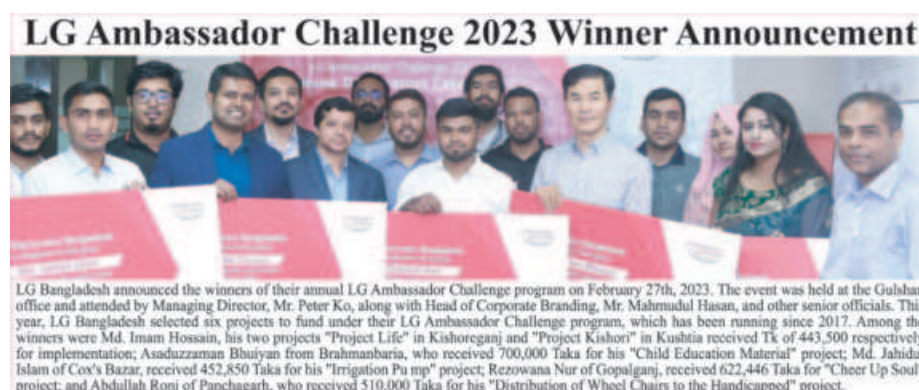 LG Ambassador Challenge 2023 Winner Announcement
LG Bangladesh announced the winners of their annual LG Ambassador Challenge program on February 27th, 2023. The event was held at the Gulshan
office and attended by Managing Director, Mr. Peter Ko, along with Head of Corporate Branding, Mr. Mahmudul Hasan, and other senior officials. This
year, LG Bangladesh selected six projects to fund under their LG Ambassador Challenge program, which has been running since 2017. Among the
winners were Md. Imam Hossain, his two projects "Project Life" in Kishoreganj and "Project Kishori" in Kushtia received Tk of 443,500 respectively
for implementation; Asaduzzaman Bhuiyan from Brahmanbaria, who received 700,000 Taka for his "Child Education Material" project; Md. Jahidul
Islam of Cox's Bazar, received 452,850 Taka for his "Irrigation Pu mp" project; Rezowana Nur of Gopalganj, received 622,446 Taka for "Cheer Up Soul"
project; and Abdullah Roni of Panchagarh, who received 510,000 Taka for his "Distribution of Wheel Chairs to the Handicapped" project.